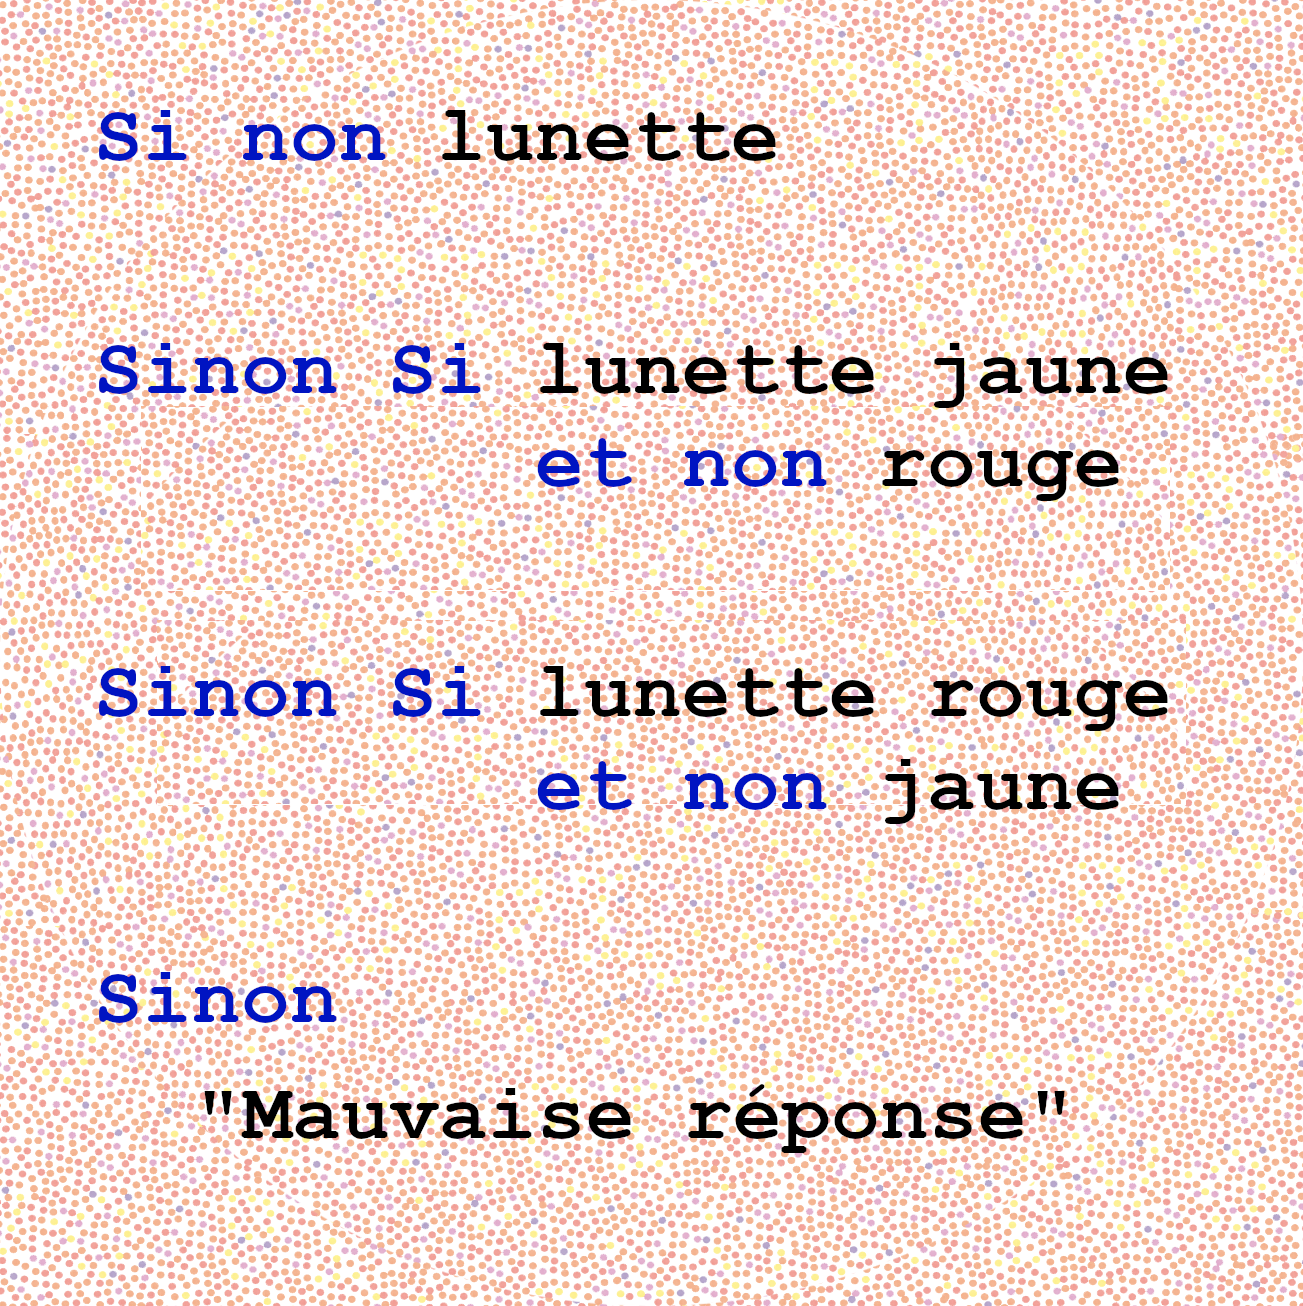 Si non lunette
Sinon Si lunette jaune
et non rouge
Sinon Si lunette rouge
et non jaune
Sinon
"Mauvaise réponse"